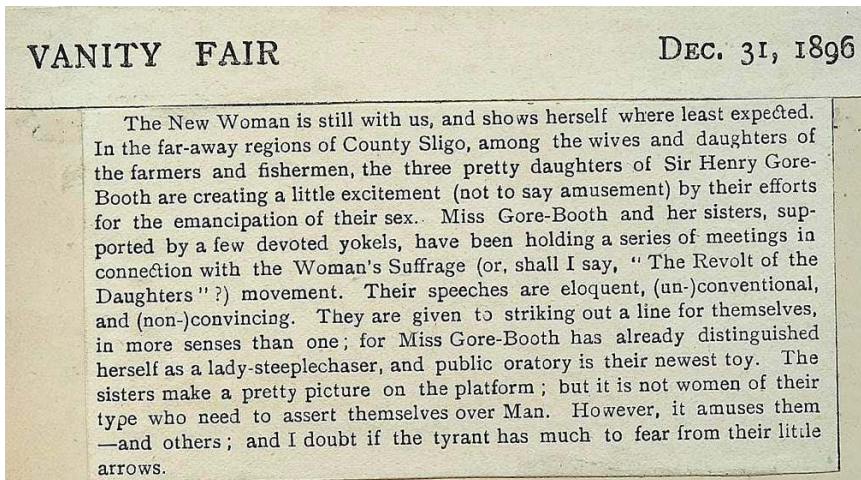 VANITY FAIR DEC. 31, 1896
The New Woman is still with us, and shows herself where least expected.
In the far-away regions of County Sligo, among the wives and daughters of
the farmers and fishermen, the three pretty daughters of Sir Henry Gore-
Booth are creating a little excitement (not to say amusement) by their efforts
for the emancipation of their sex. Miss Gore-Booth and her sisters, sup-
ported by a few devoted yokels, have been holding a series of meetings in
connection with the Woman's Suffrage (or, shall I say, "The Revolt of the
Daughters"?) movement. Their speeches are eloquent, (un-)conventional,
and (non-)convincing. They are given to striking out a line for themselves,
in more senses than one; for Miss Gore-Booth has already distinguished
herself as a lady-steeplechaser, and public oratory is their newest toy. The
sisters make a pretty picture on the platform; but it is not women of their
type who need to assert themselves over Man. However, it amuses them
—and others; and I doubt if the tyrant has much to fear from their little
arrows.